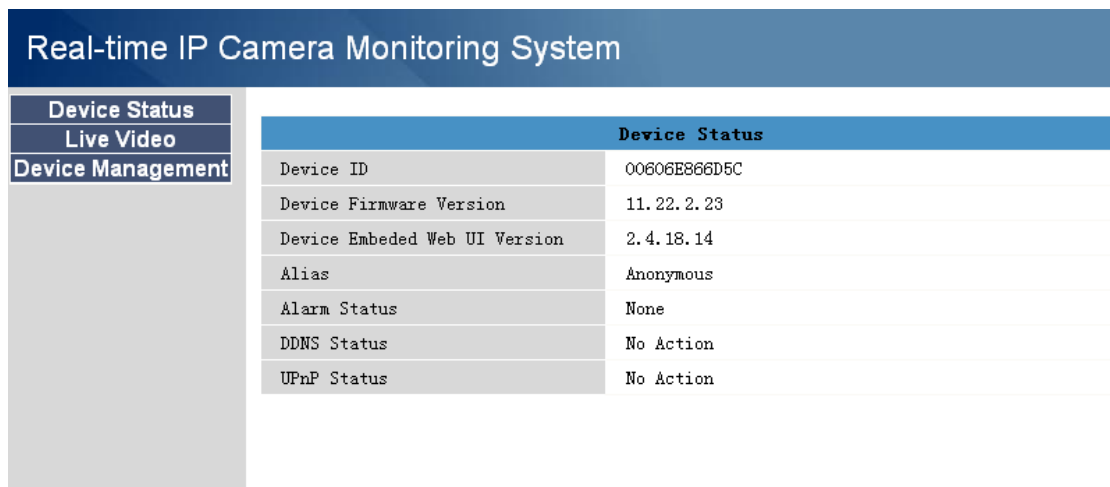 Real-time IP Camera Monitoring System
Device Status
Live Video
Device Management
Device Status
Device ID 00606E866D5C
Device Firmware Version 11.22.2.23
Device Embeded Web UI Version 2.4.18.14
Alias Anonymous
Alarm Status None
DDNS Status No Action
UPnP Status No Action